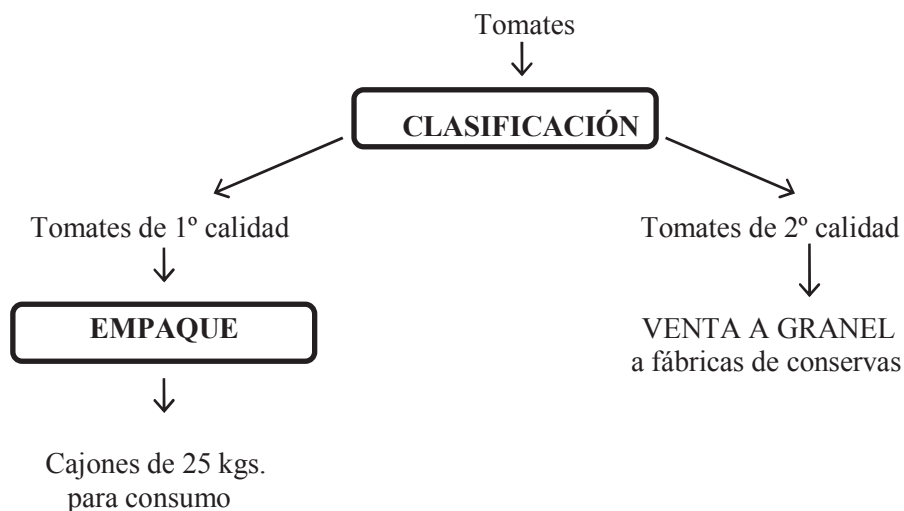 Tomates
CLASIFICACIÓN
Tomates de 1º calidad
Tomates de 2º calidad
EMPAQUE
VENTA A GRANEL
a fábricas de conservas
Cajones de 25 kgs.
para consumo